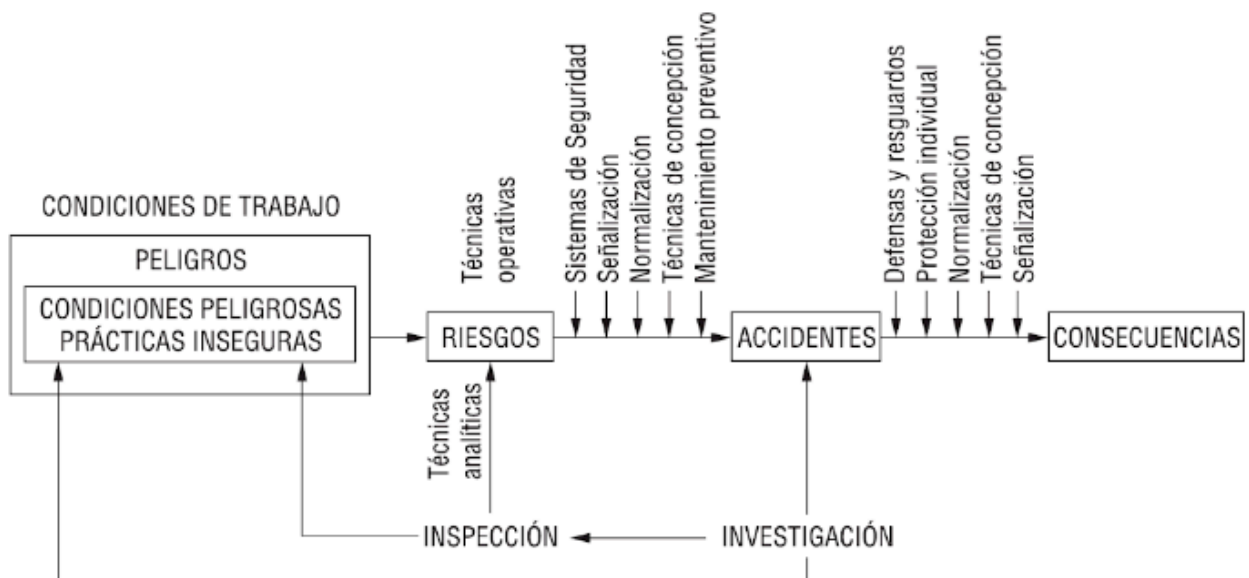 CONDICIONES DE TRABAJO
PELIGROS
CONDICIONES PELIGROSAS
PRÁCTICAS INSEGURAS
RIESGOS
Técnicas
operativas
Técnicas
analíticas
Sistemas de Seguridad
Señalización
Normalización
Técnicas de concepción
Mantenimiento preventivo
ACCIDENTES
Defensas y resguardos
Protección individual
Normalización
Técnicas de concepción
Señalización
CONSECUENCIAS
INSPECCIÓN
INVESTIGACIÓN